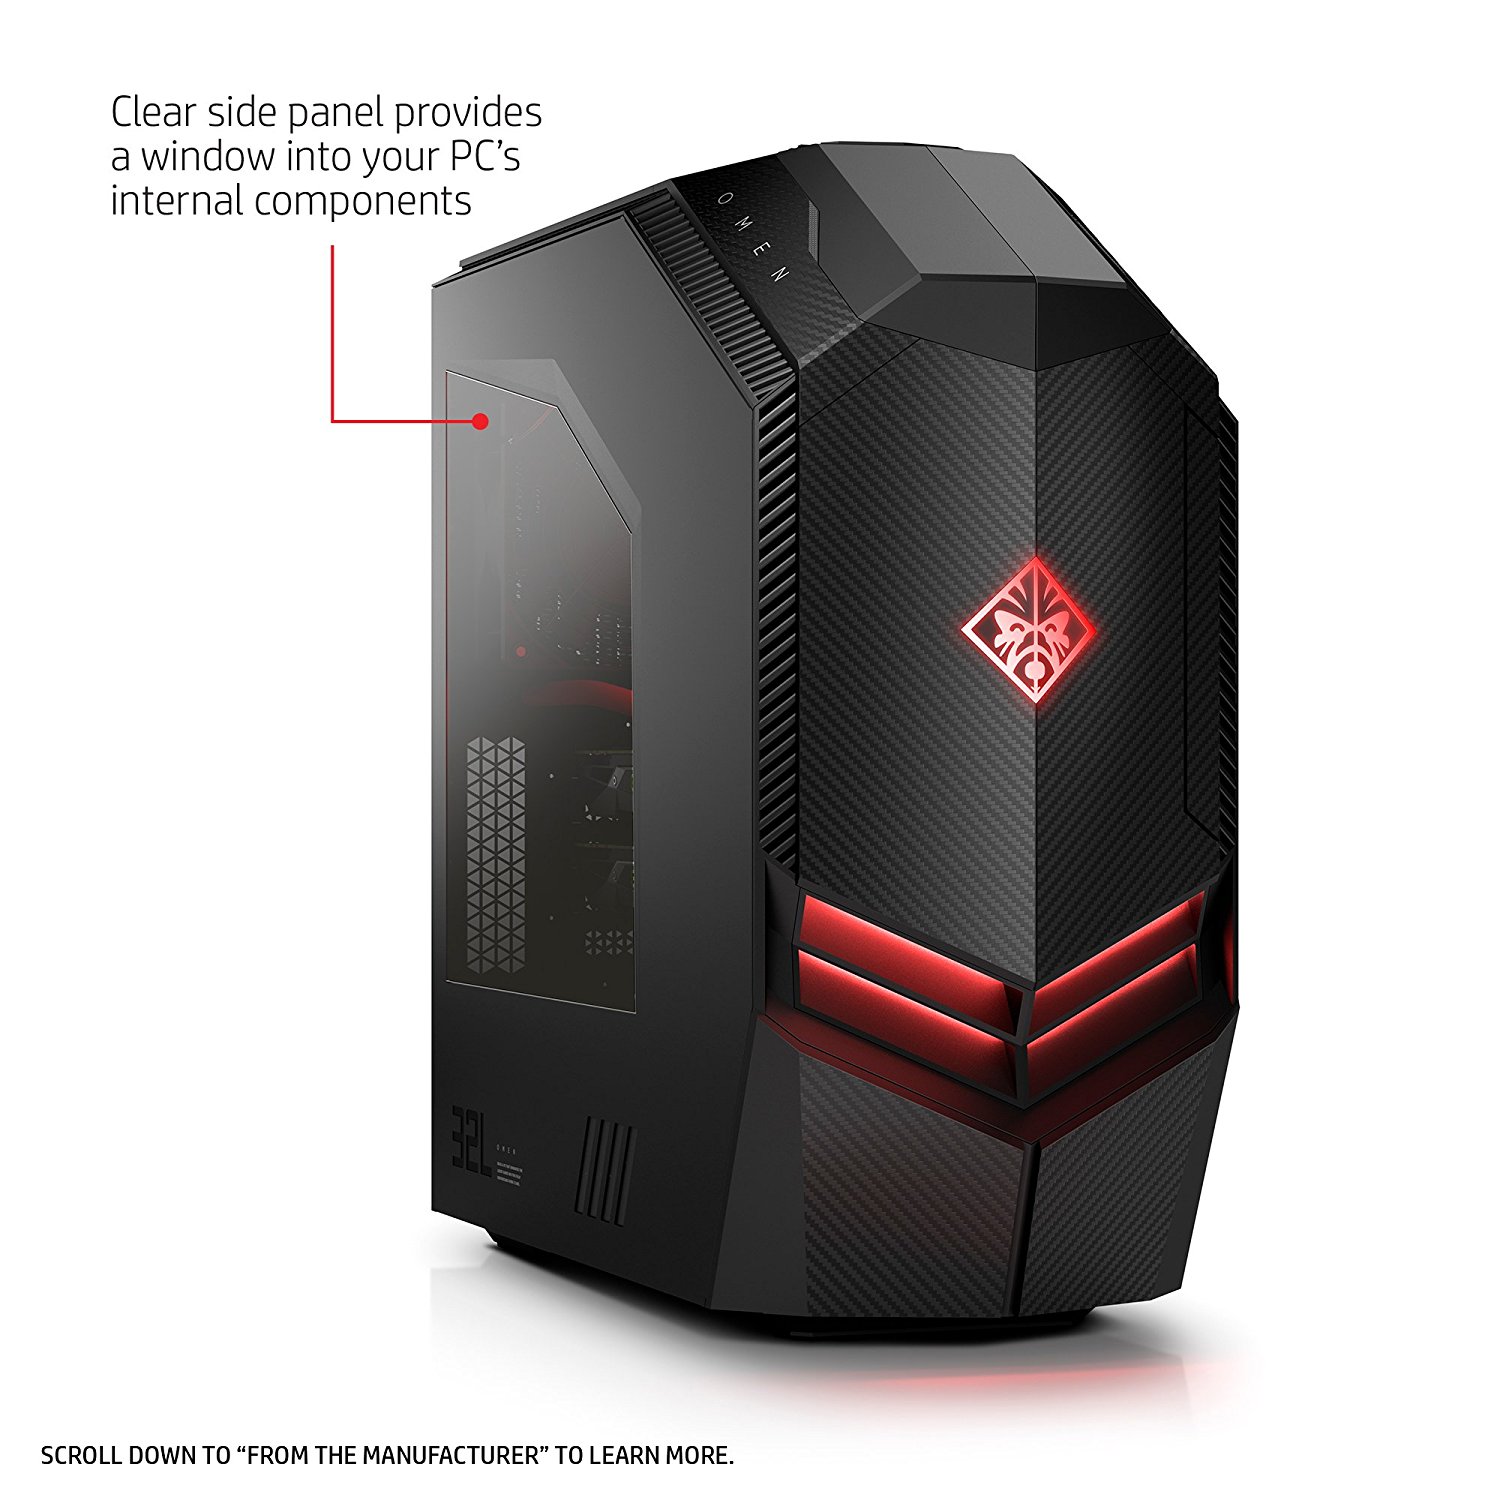 Clear side panel provides
a window into your PC's
internal components
OMEN
32L
OMEN
SCROLL DOWN TO “FROM THE MANUFACTURER” TO LEARN MORE.